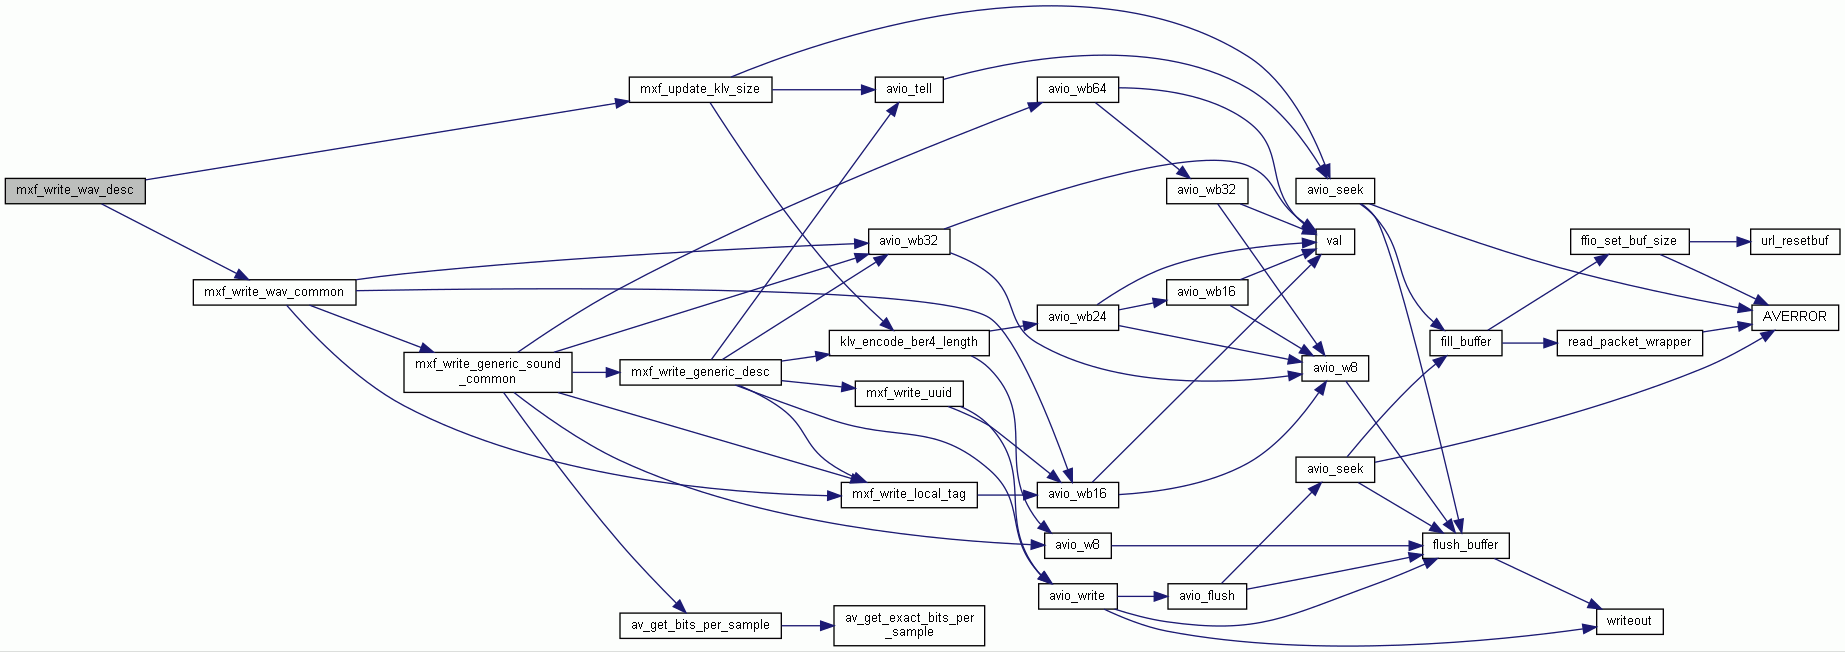 mxf_write_wav_desc
mxf_update_klv_size
mxf_write_wav_common
mxf_write_generic_sound
_common
avio_tell
avio_wb32
klv_encode_ber4_length
mxf_write_generic_desc
mxf_write_uuid
mxf_write_local_tag
av_get_bits_per_sample
av_get_exact_bits_per
_sample
avio_wb64
avio_wb24
avio_wb16
avio_w8
avio_write
avio_wb32
avio_wb16
avio_flush
avio_seek
val
avio_w8
avio_seek
fill_buffer
flush_buffer
ffio_set_buf_size
read_packet_wrapper
writeout
url_resetbuf
AVERROR